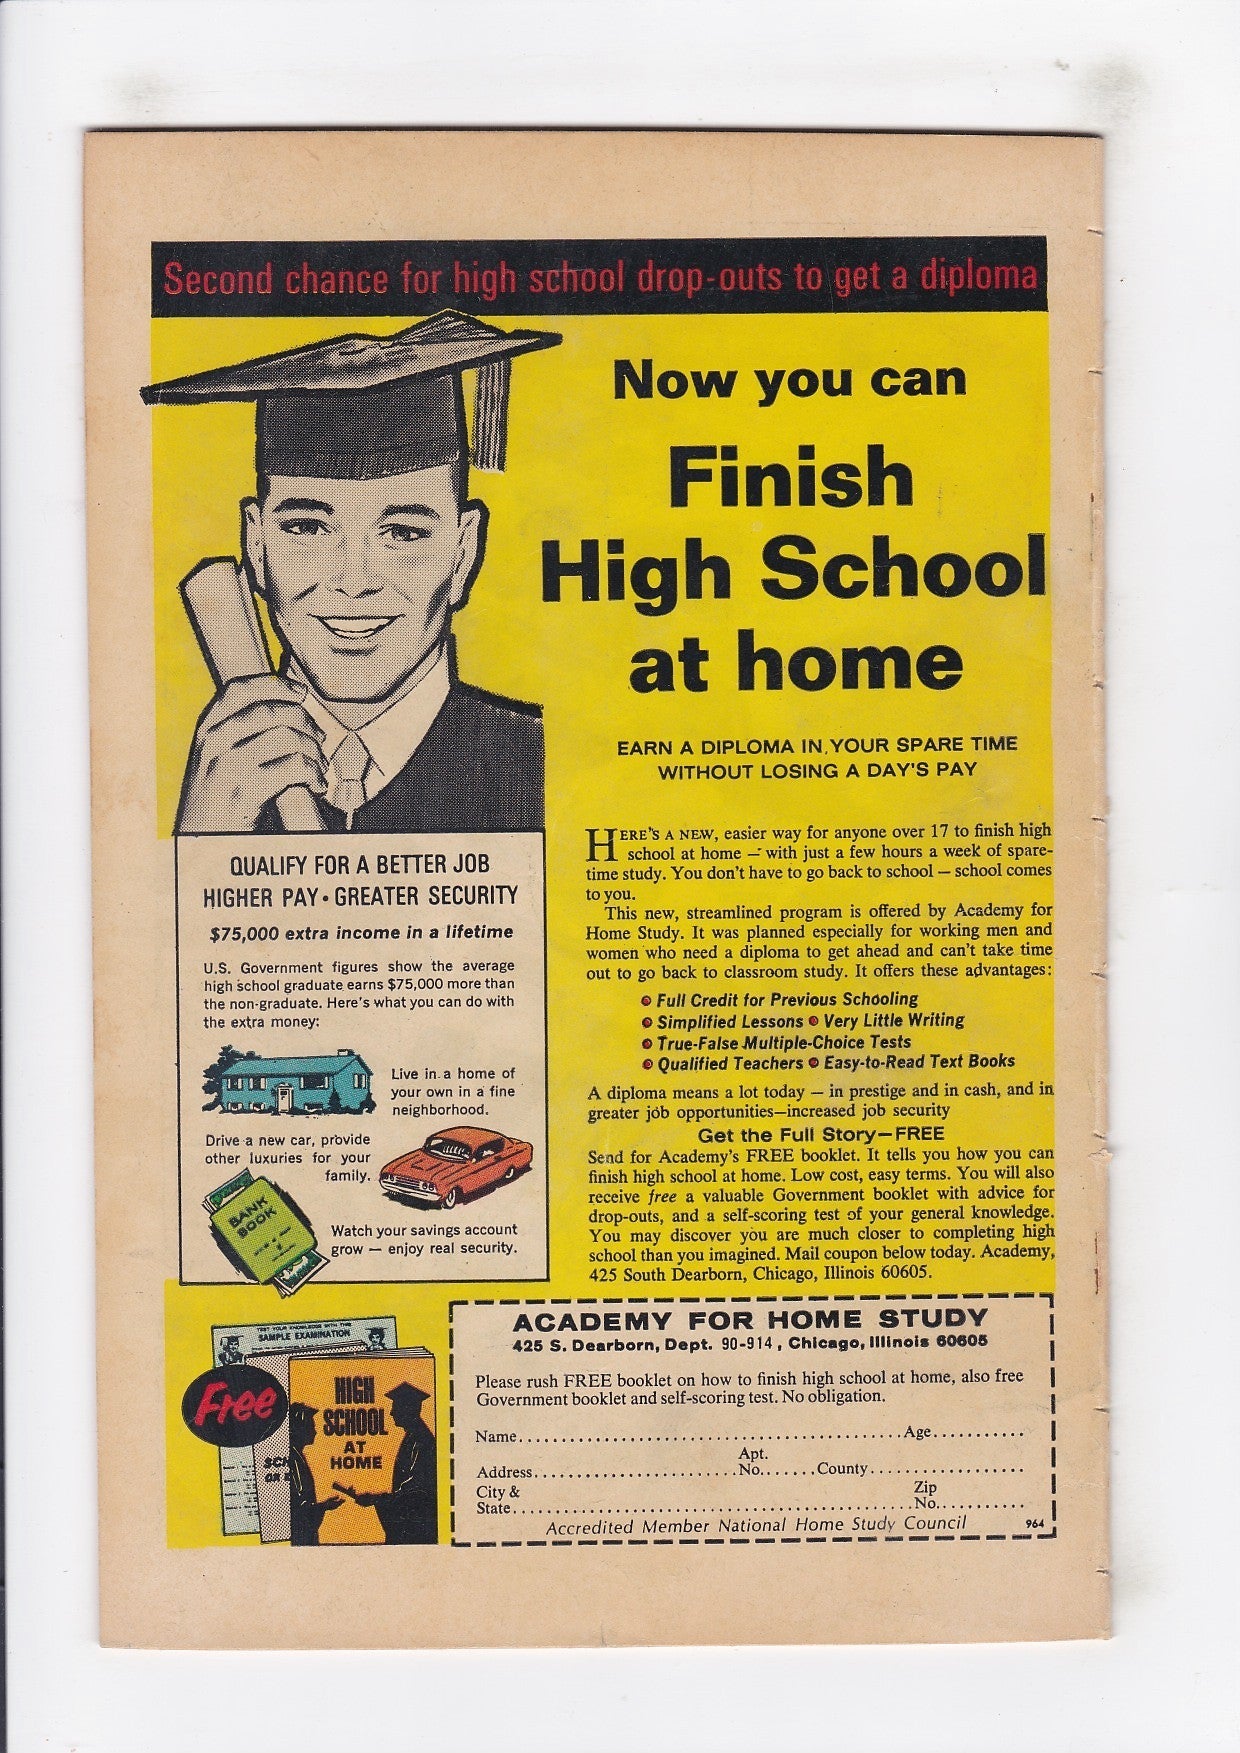 Second chance for high school drop-outs to get a diploma
Now you can
Finish
High School
at home
EARN A DIPLOMA IN YOUR SPARE TIME
WITHOUT LOSING A DAY'S PAY
HERE'S A NEW, easier way for anyone over 17 to finish high
school at home — with just a few hours a week of spare-
time study. You don't have to go back to school — school comes
to you.
This new, streamlined program is offered by Academy for
Home Study. It was planned especially for working men and
women who need a diploma to get ahead and can't take time
out to go back to classroom study. It offers these advantages:
• Full Credit for Previous Schooling
• Simplified Lessons • Very Little Writing
• True-False Multiple-Choice Tests
• Qualified Teachers • Easy-to-Read Text Books
A diploma means a lot today — in prestige and in cash, and in
greater job opportunities—increased job security
Get the Full Story—FREE
Send for Academy's FREE booklet. It tells you how you can
finish high school at home. Low cost, easy terms. You will also
receive free a valuable Government booklet with advice for
drop-outs, and a self-scoring test of your general knowledge.
You may discover you are much closer to completing high
school than you imagined. Mail coupon below today. Academy,
425 South Dearborn, Chicago, Illinois 60605.
QUALIFY FOR A BETTER JOB
HIGHER PAY • GREATER SECURITY
$75,000 extra income in a lifetime
U.S. Government figures show the average
high school graduate earns $75,000 more than
the non-graduate. Here's what you can do with
the extra money:
Live in a home of
your own in a fine
neighborhood.
Drive a new car, provide
other luxuries for your
family.
BANK
BOOK
Watch your savings account
grow — enjoy real security.
TEST YOUR KNOWLEDGE WITH THIS
SAMPLE EXAMINATION
Free
HIGH
SCHOOL
AT
HOME
ACADEMY FOR HOME STUDY
425 S. Dearborn, Dept. 90-914, Chicago, Illinois 60605
Please rush FREE booklet on how to finish high school at home, also free
Government booklet and self-scoring test. No obligation.
Name..............................................Age...........
Apt.
Address........................No.......County..................
City & Zip
State................................................No..........
Accredited Member National Home Study Council 964